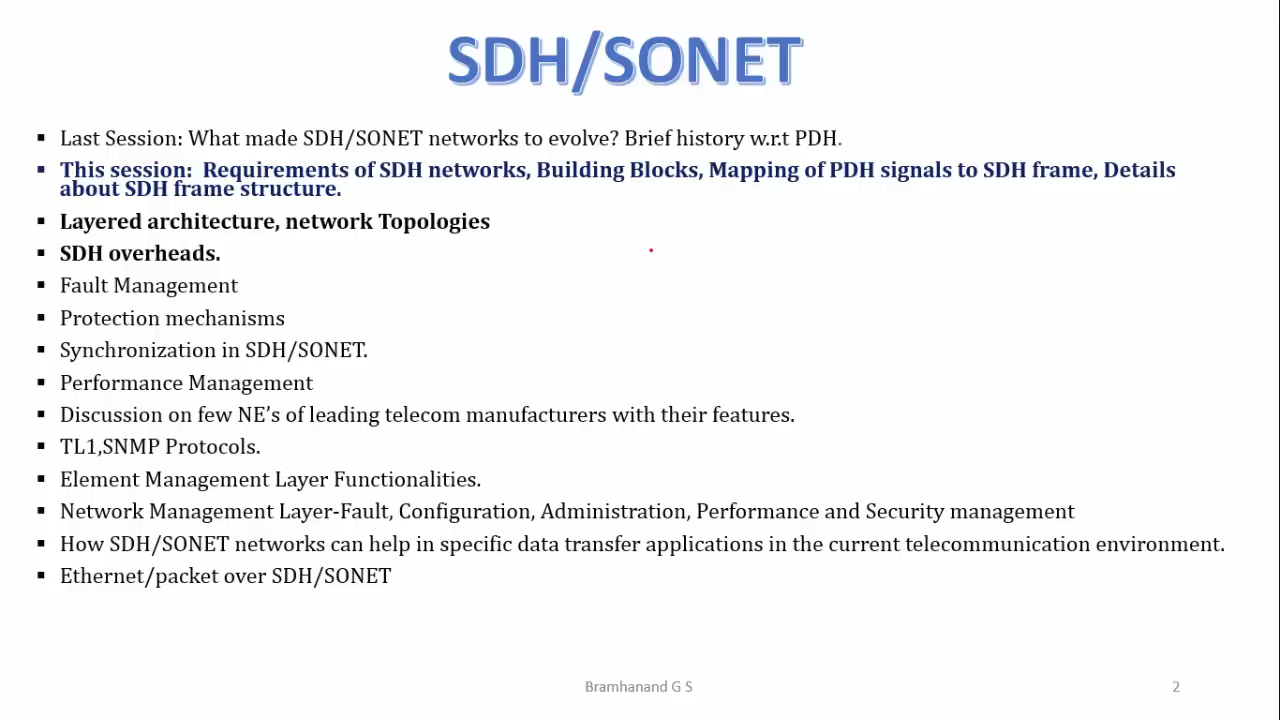 SDH/SONET
▪ Last Session: What made SDH/SONET networks to evolve? Brief history w.r.t PDH.
▪ This session:  Requirements of SDH networks, Building Blocks, Mapping of PDH signals to SDH frame, Details
about SDH frame structure.
▪ Layered architecture, network Topologies
▪ SDH overheads.
▪ Fault Management
▪ Protection mechanisms
▪ Synchronization in SDH/SONET.
▪ Performance Management
▪ Discussion on few NE’s of leading telecom manufacturers with their features.
▪ TL1,SNMP Protocols.
▪ Element Management Layer Functionalities.
▪ Network Management Layer-Fault, Configuration, Administration, Performance and Security management
▪ How SDH/SONET networks can help in specific data transfer applications in the current telecommunication environment.
▪ Ethernet/packet over SDH/SONET
Bramhanand G S
2